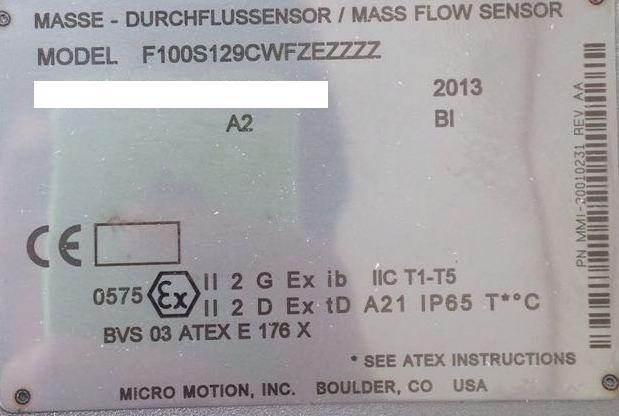 MASSE - DURCHFLUSSENSOR / MASS FLOW SENSOR
MODEL F100S129CWFZEZZZZ
2013
A2 BI
CE
0575 Ex II 2 G Ex ib IIC T1-T5
II 2 D Ex tD A21 IP65 T*°C
BVS 03 ATEX E 176 X
* SEE ATEX INSTRUCTIONS
MICRO MOTION, INC. BOULDER, CO USA
PN MMI-20010231 REV AA